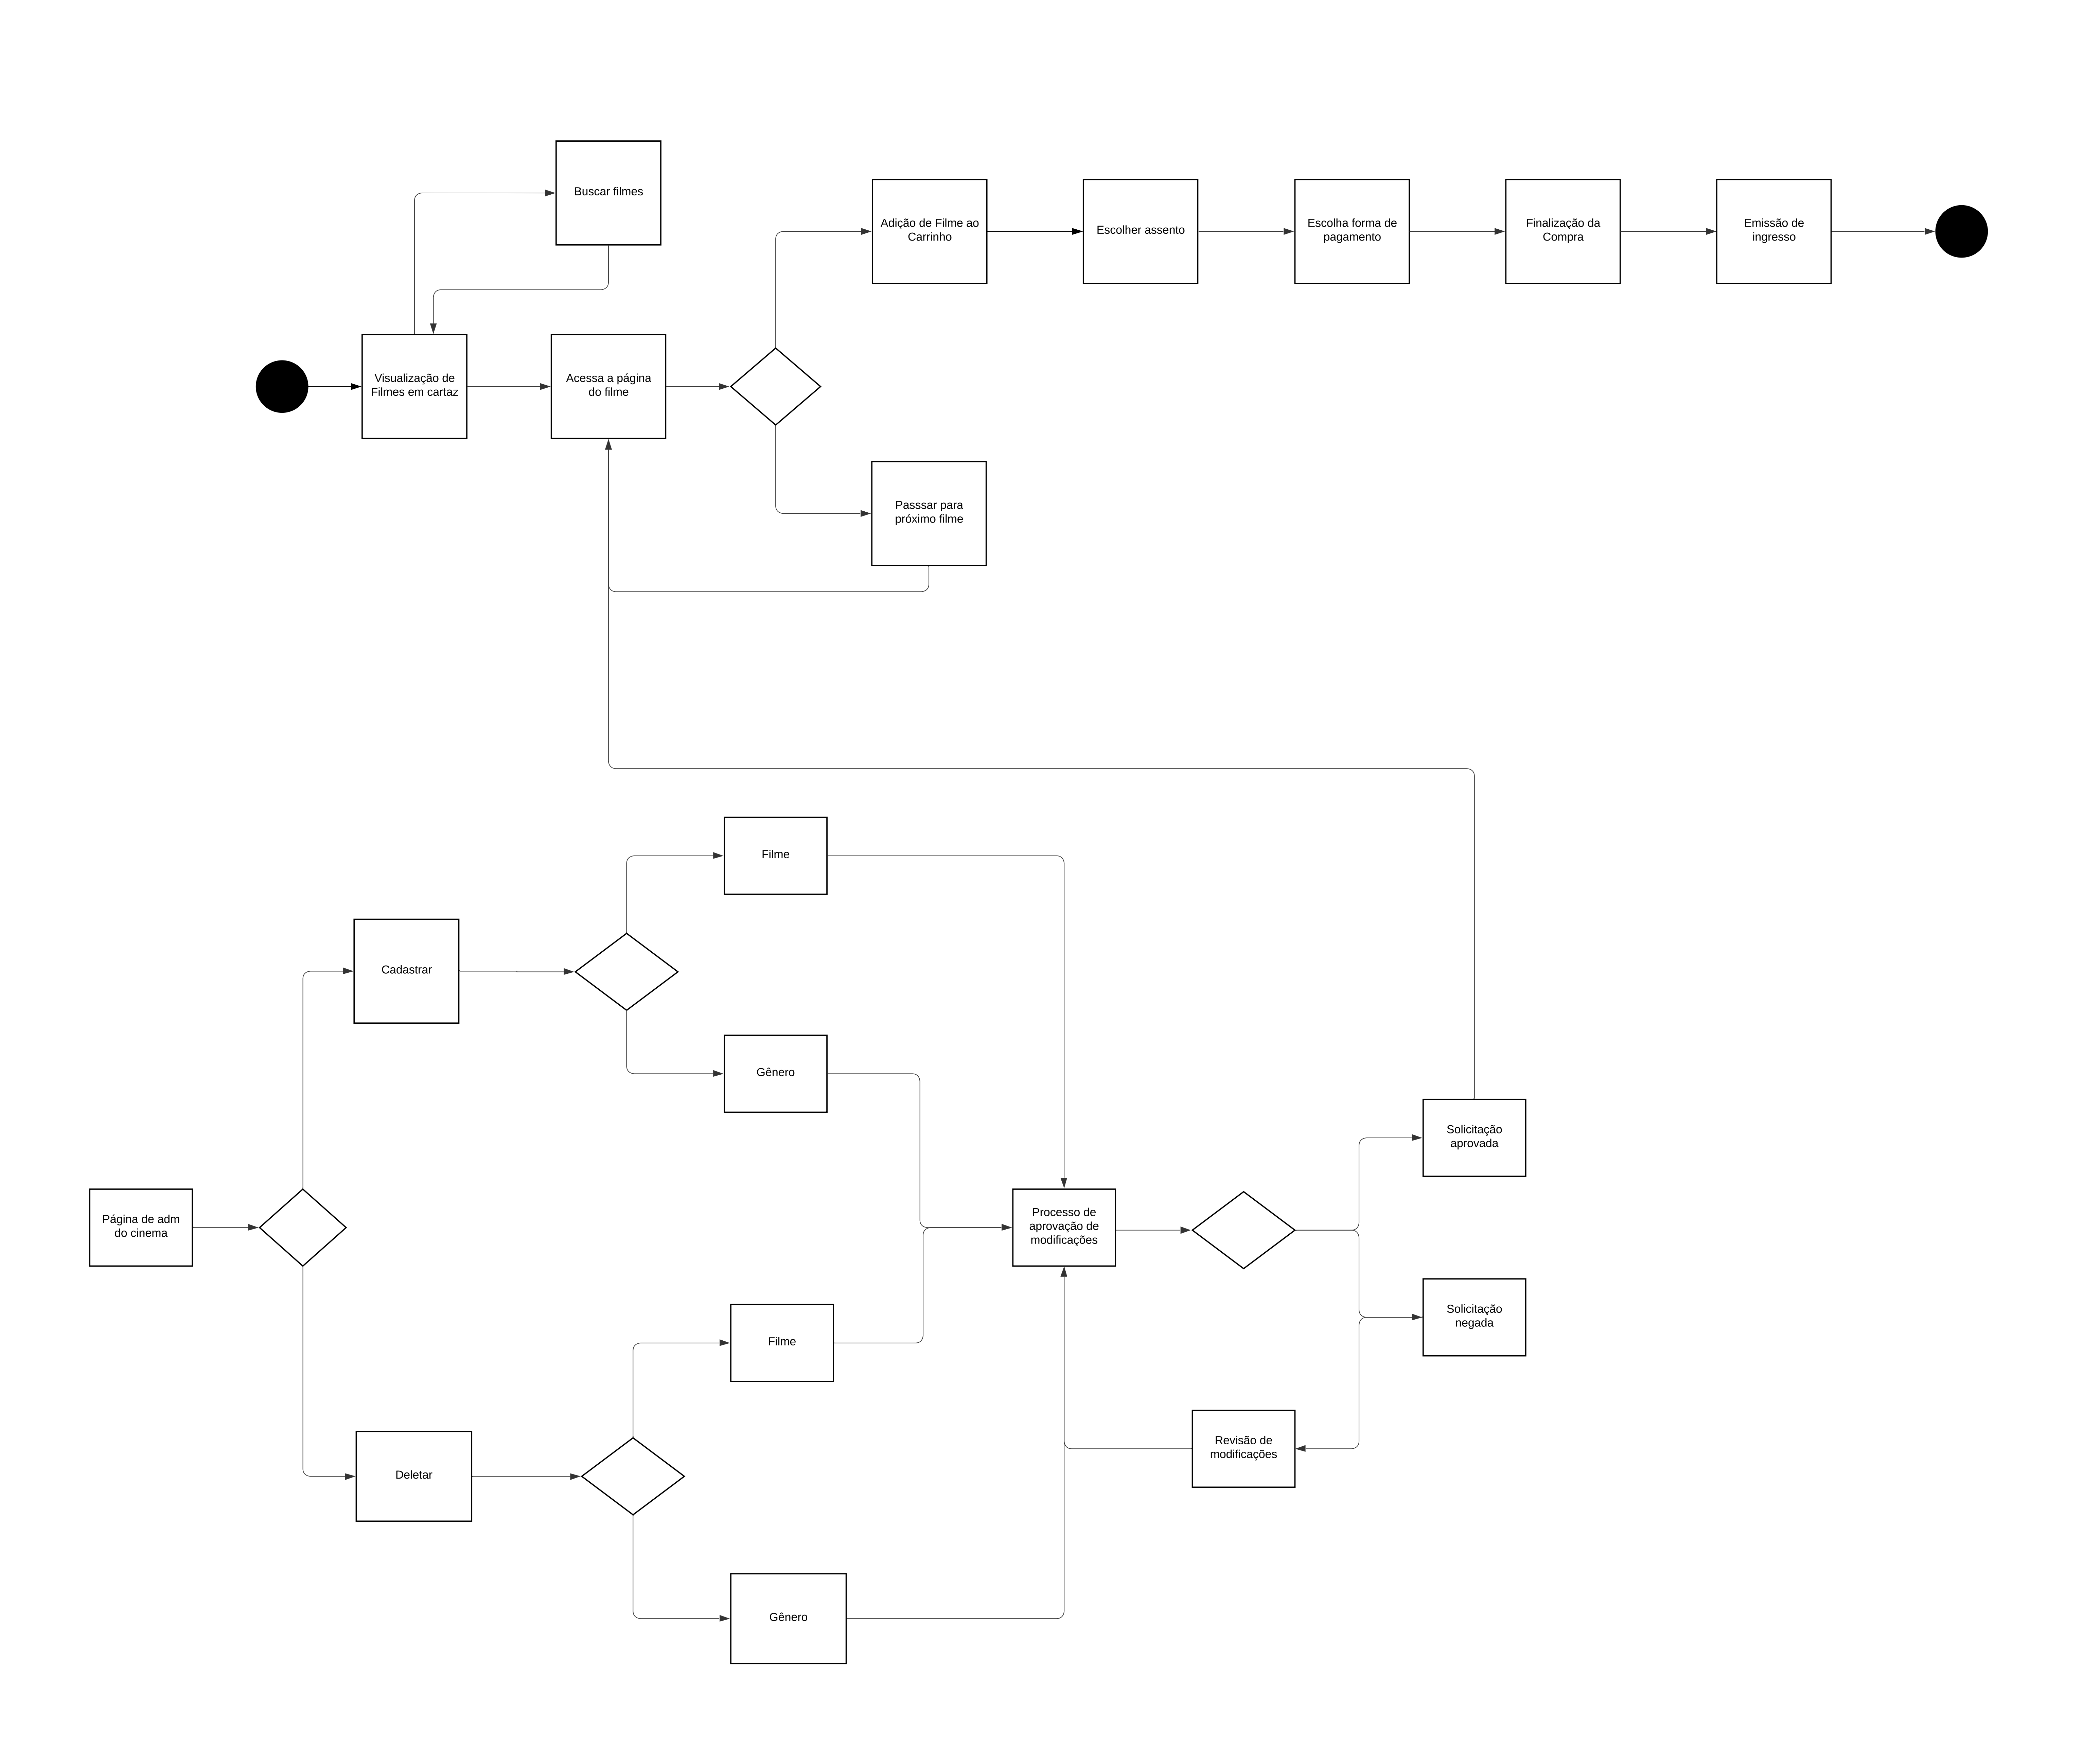 Buscar filmes
Adição de Filme ao
Carrinho
Escolher assento
Escolha forma de
pagamento
Finalização da
Compra
Emissão de
ingresso
Visualização de
Filmes em cartaz
Acessa a página
do filme
Passsar para
próximo filme
Filme
Cadastrar
Gênero
Página de adm
do cinema
Processo de
aprovação de
modificações
Solicitação
aprovada
Solicitação
negada
Filme
Revisão de
modificações
Deletar
Gênero